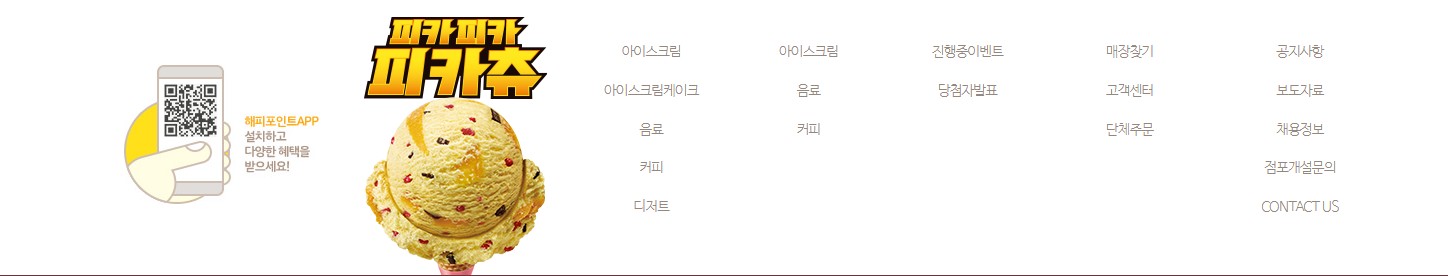 해피포인트APP
설치하고
다양한 혜택을
받으세요!
피카피카
피카츄
아이스크림
아이스크림케이크
음료
커피
디저트
아이스크림
음료
커피
진행중이벤트
당첨자발표
매장찾기
고객센터
단체주문
공지사항
보도자료
채용정보
점포개설문의
CONTACT US